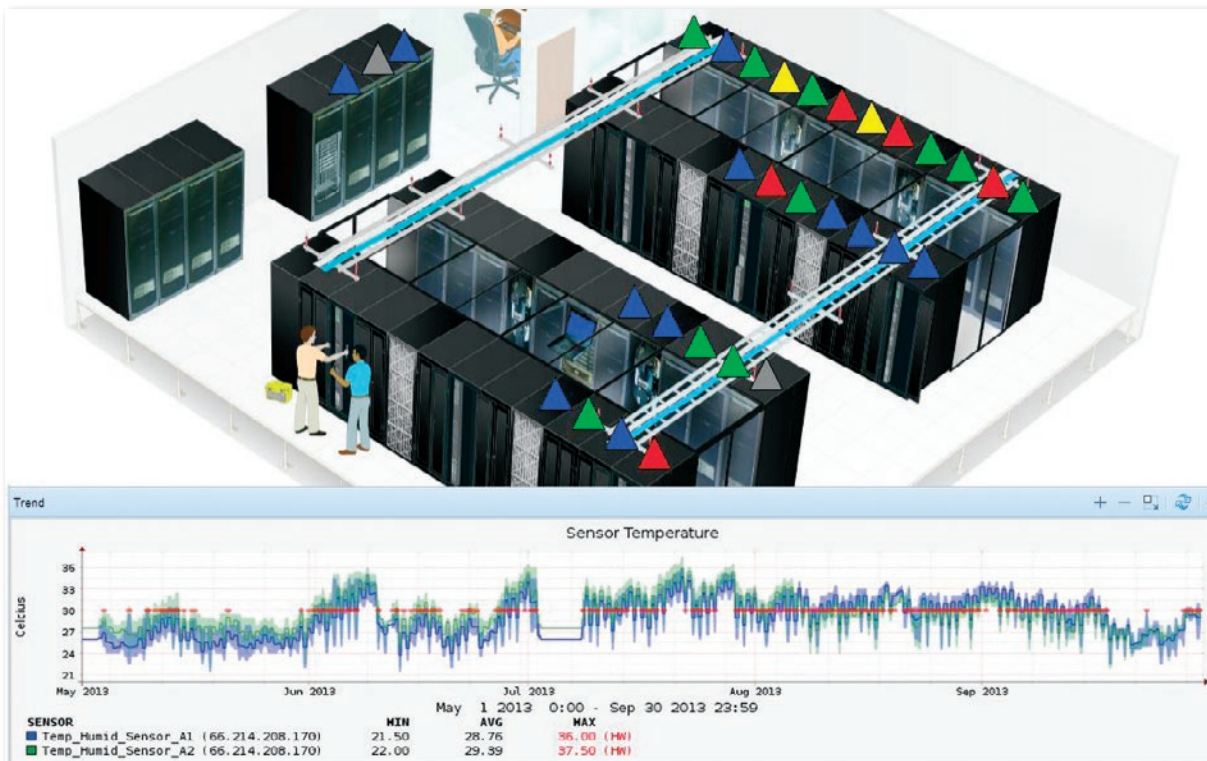 Trend
Sensor Temperature
Celcius
36
33
30
27
24
21
May 2013 Jun 2013 Jul 2013 Aug 2013 Sep 2013
May 1 2013 0:00 - Sep 30 2013 23:59
SENSOR MIN AVG MAX
Temp_Humid_Sensor_A1 (66.214.208.170) 21.50 28.76 36.00 (HW)
Temp_Humid_Sensor_A2 (66.214.208.170) 22.00 29.39 37.50 (HW)